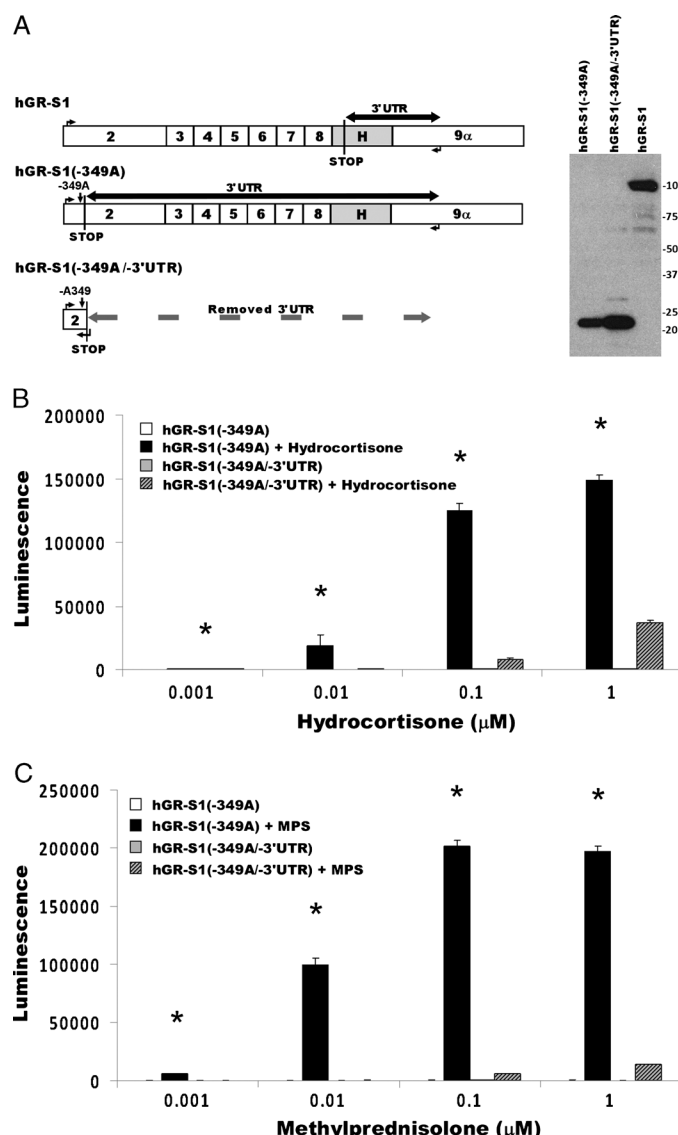 A
hGR-S1
3'UTR
2 3 4 5 6 7 8 H 9α
STOP
hGR-S1(-349A)
-349A
3'UTR
2 3 4 5 6 7 8 H 9α
STOP
hGR-S1(-349A/-3'UTR)
-A349
2
Removed 3'UTR
STOP
hGR-S1(-349A)
hGR-S1(-349A/-3'UTR)
hGR-S1
-10
-75
-50
-37
-25
-20
B
Luminescence
200000
150000
100000
50000
0
hGR-S1(-349A)
hGR-S1(-349A) + Hydrocortisone
hGR-S1(-349A/-3'UTR)
hGR-S1(-349A/-3'UTR) + Hydrocortisone
* * * *
0.001 0.01 0.1 1
Hydrocortisone (μM)
C
Luminescence
250000
200000
150000
100000
50000
0
hGR-S1(-349A)
hGR-S1(-349A) + MPS
hGR-S1(-349A/-3'UTR)
hGR-S1(-349A/-3'UTR) + MPS
* * * *
0.001 0.01 0.1 1
Methylprednisolone (μM)